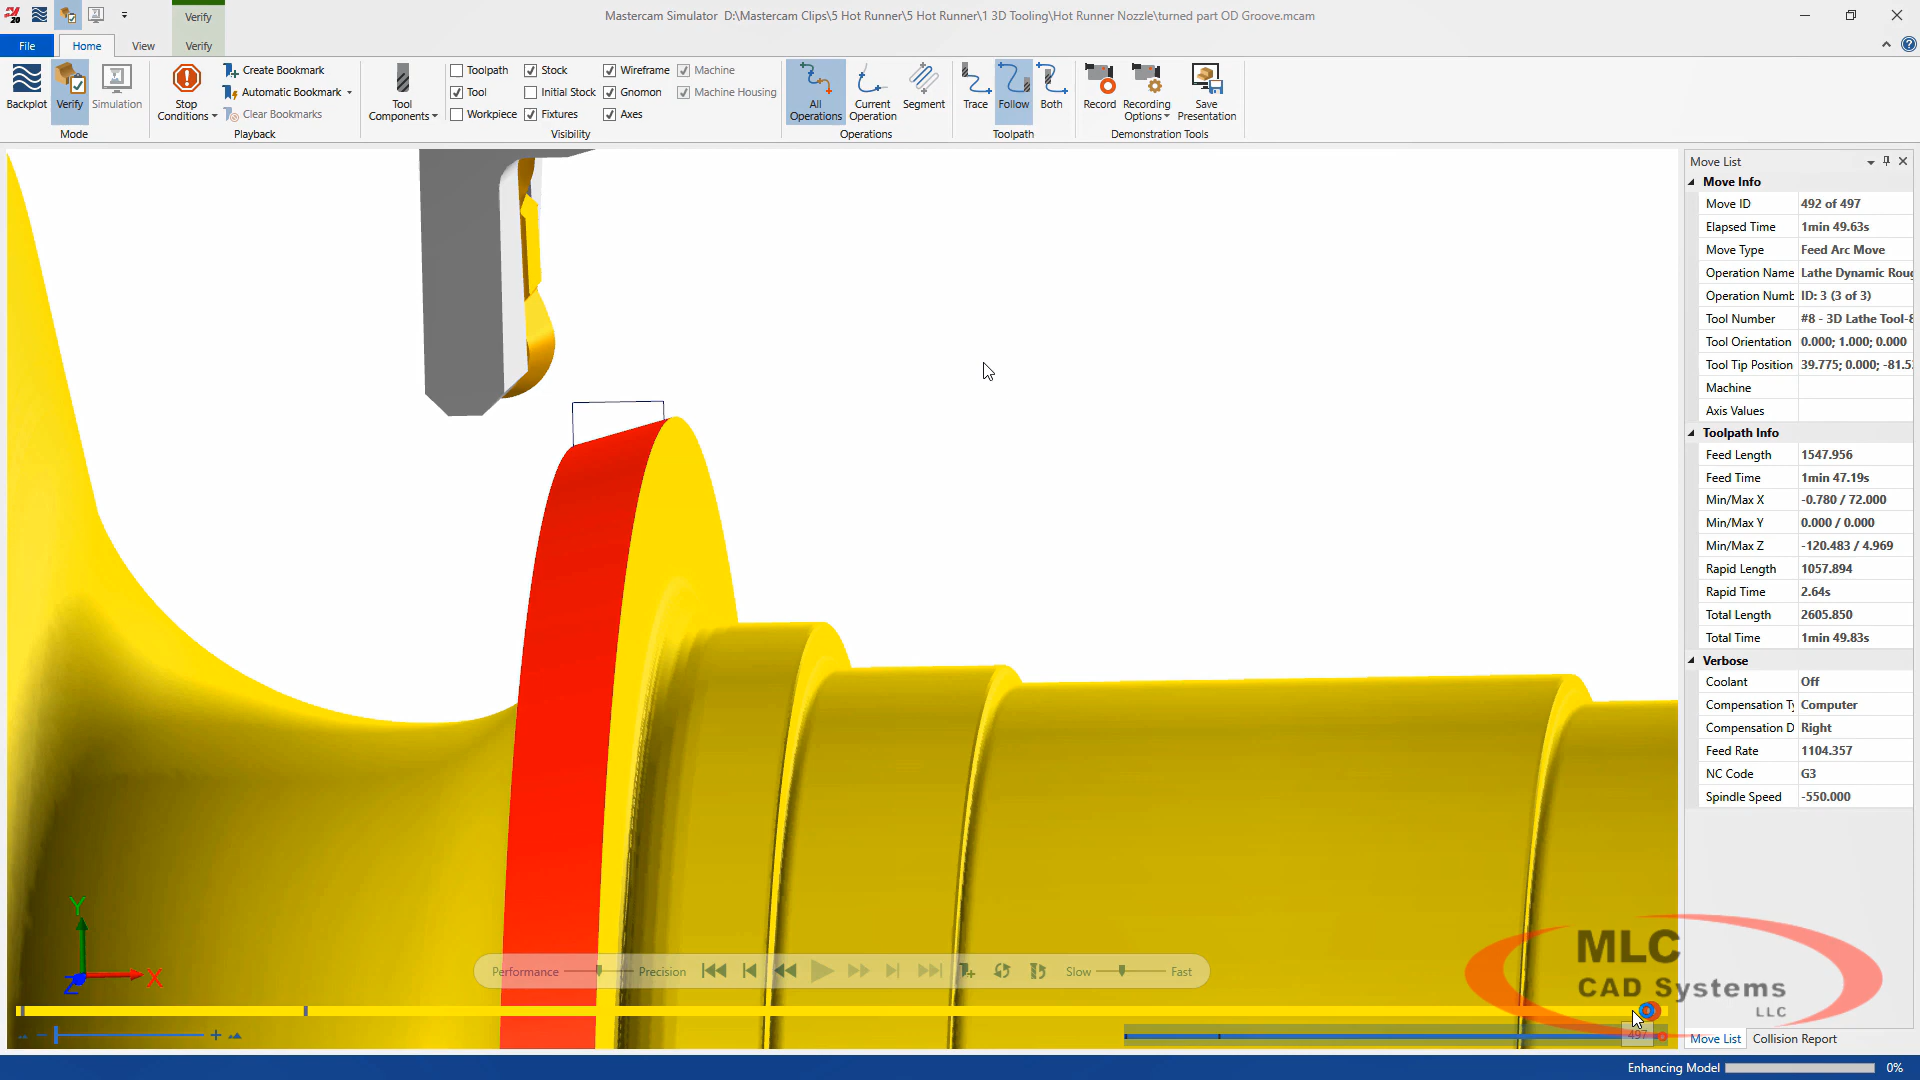 Verify
Mastercam Simulator D:\Mastercam Clips\5 Hot Runner\5 Hot Runner\1 3D Tooling\Hot Runner Nozzle\turned part OD Groove.mcam
File Home View Verify
Backplot Verify Simulation
Mode
Stop Conditions
Create Bookmark
Automatic Bookmark
Clear Bookmarks
Playback
Tool Components
Toolpath Stock Wireframe Machine
Tool Initial Stock Gnomon Machine Housing
Workpiece Fixtures Axes
Visibility
All Operations Current Operation Segment
Operations
Trace Follow Both
Toolpath
Record Recording Options Save Presentation
Demonstration Tools
Move List
Move Info
Move ID 492 of 497
Elapsed Time 1min 49.63s
Move Type Feed Arc Move
Operation Name Lathe Dynamic Roug
Operation Numb ID: 3 (3 of 3)
Tool Number #8 - 3D Lathe Tool-8
Tool Orientation 0.000; 1.000; 0.000
Tool Tip Position 39.775; 0.000; -81.5
Machine
Axis Values
Toolpath Info
Feed Length 1547.956
Feed Time 1min 47.19s
Min/Max X -0.780 / 72.000
Min/Max Y 0.000 / 0.000
Min/Max Z -120.483 / 4.969
Rapid Length 1057.894
Rapid Time 2.64s
Total Length 2605.850
Total Time 1min 49.83s
Verbose
Coolant Off
Compensation Ty Computer
Compensation D Right
Feed Rate 1104.357
NC Code G3
Spindle Speed -550.000
Y
X
Z
Performance Precision Slow Fast
MLC
CAD Systems
LLC
497
Move List Collision Report
Enhancing Model 0%